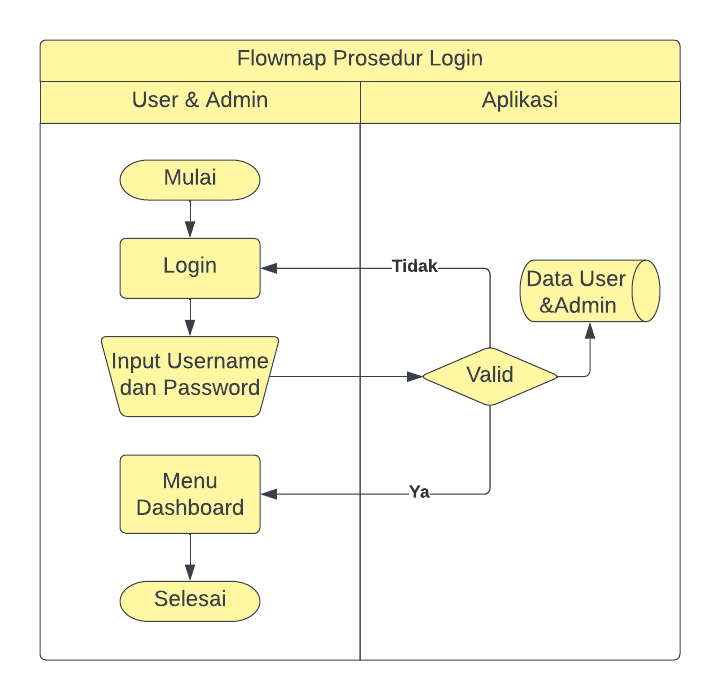 Flowmap Prosedur Login
User & Admin
Aplikasi
Mulai
Login
Tidak
Data User
&Admin
Input Username
dan Password
Valid
Menu
Dashboard
Ya
Selesai